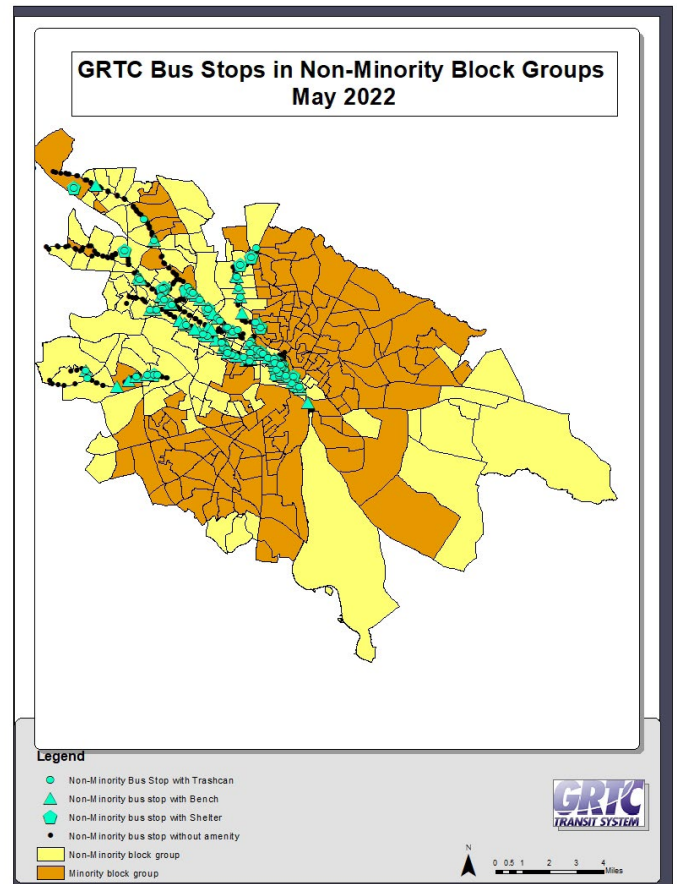 GRTC Bus Stops in Non-Minority Block Groups
May 2022
Legend
Non-Minority Bus Stop with Trashcan
Non-Minority bus stop with Bench
Non-Minority bus stop with Shelter
Non-Minority bus stop without amenity
Non-Minority block group
Minority block group
GRTC
TRANSIT SYSTEM
N
0 0.5 1 2 3 4
Miles